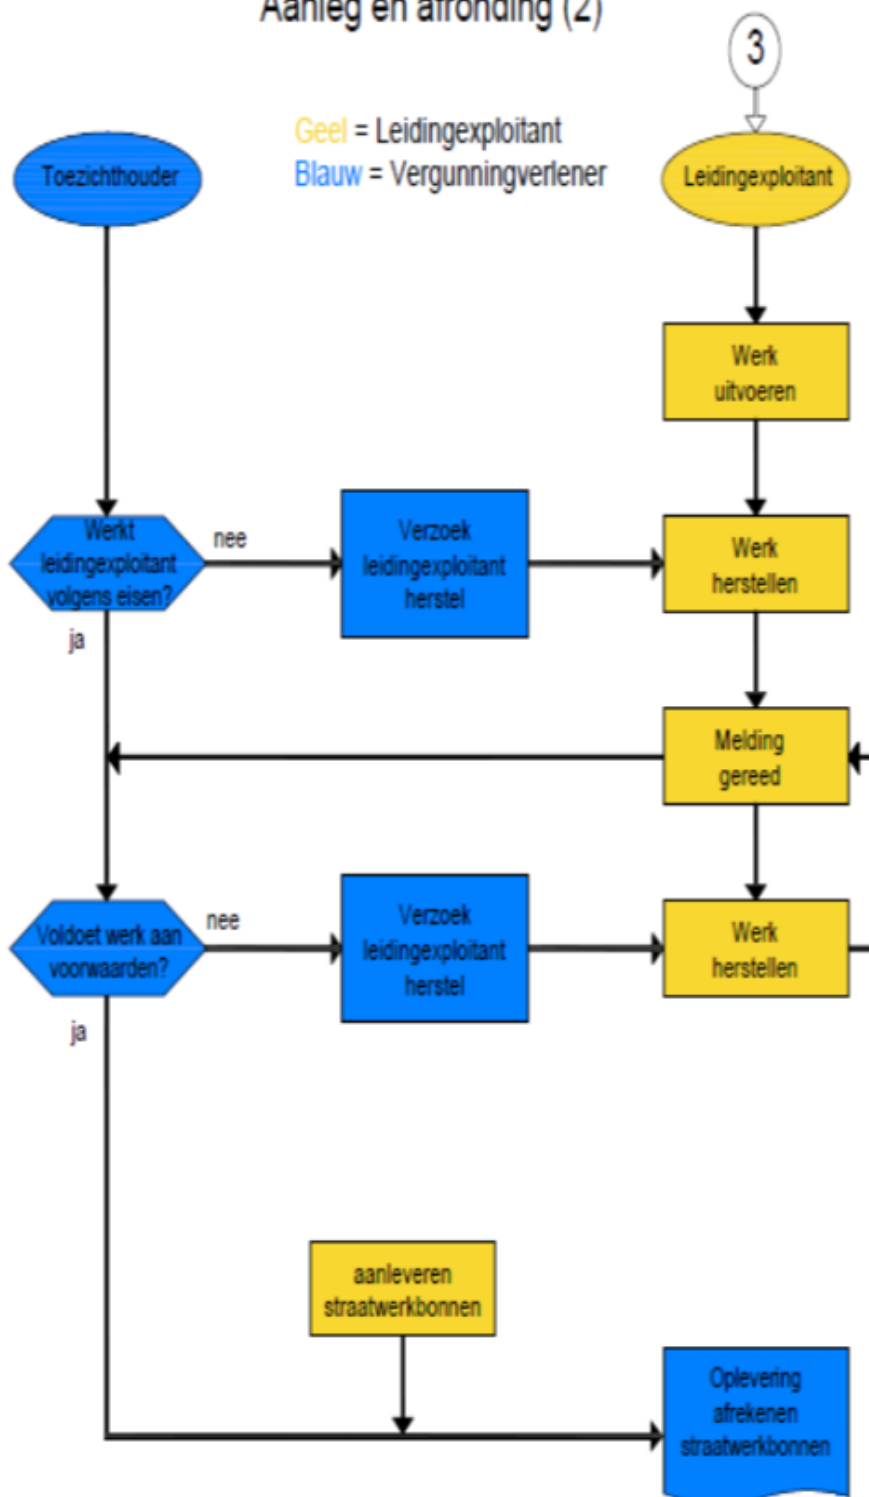 Aanleg en afronding (2)
3
Geel = Leidingexploitant
Blauw = Vergunningverlener
Toezichthouder
Leidingexploitant
Werk
uitvoeren
Werkt
leidingexploitant
volgens eisen?
nee
Verzoek
leidingexploitant
herstel
Werk
herstellen
ja
Melding
gereed
Voldoet werk aan
voorwaarden?
nee
Verzoek
leidingexploitant
herstel
Werk
herstellen
ja
aanleveren
straatwerkbonnen
Oplevering
afrekenen
straatwerkbonnen